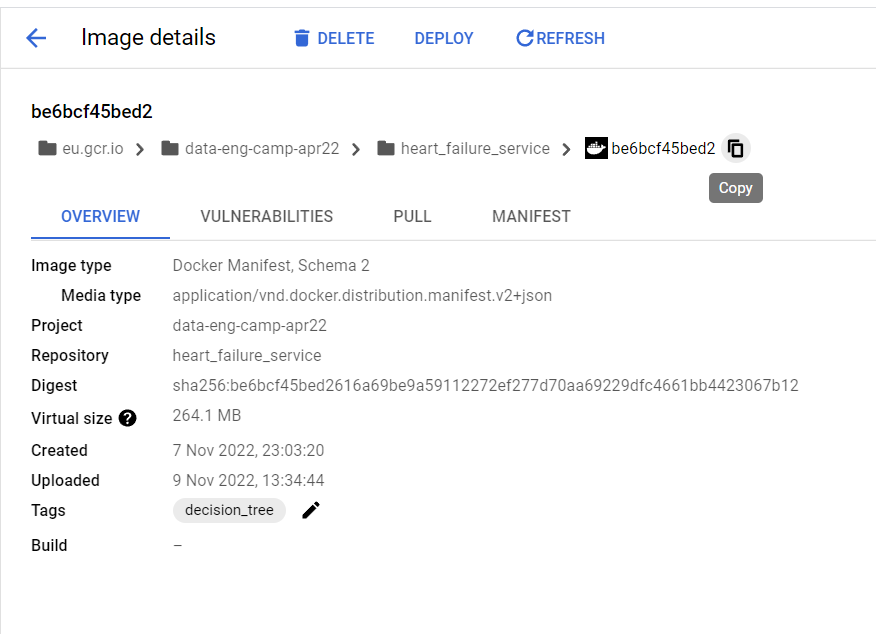 Image details DELETE DEPLOY REFRESH
be6bcf45bed2
eu.gcr.io data-eng-camp-apr22 heart_failure_service be6bcf45bed2
Copy
OVERVIEW VULNERABILITIES PULL MANIFEST
Image type Docker Manifest, Schema 2
Media type application/vnd.docker.distribution.manifest.v2+json
Project data-eng-camp-apr22
Repository heart_failure_service
Digest sha256:be6bcf45bed2616a69be9a59112272ef277d70aa69229dfc4661bb4423067b12
Virtual size ? 264.1 MB
Created 7 Nov 2022, 23:03:20
Uploaded 9 Nov 2022, 13:34:44
Tags decision_tree
Build –